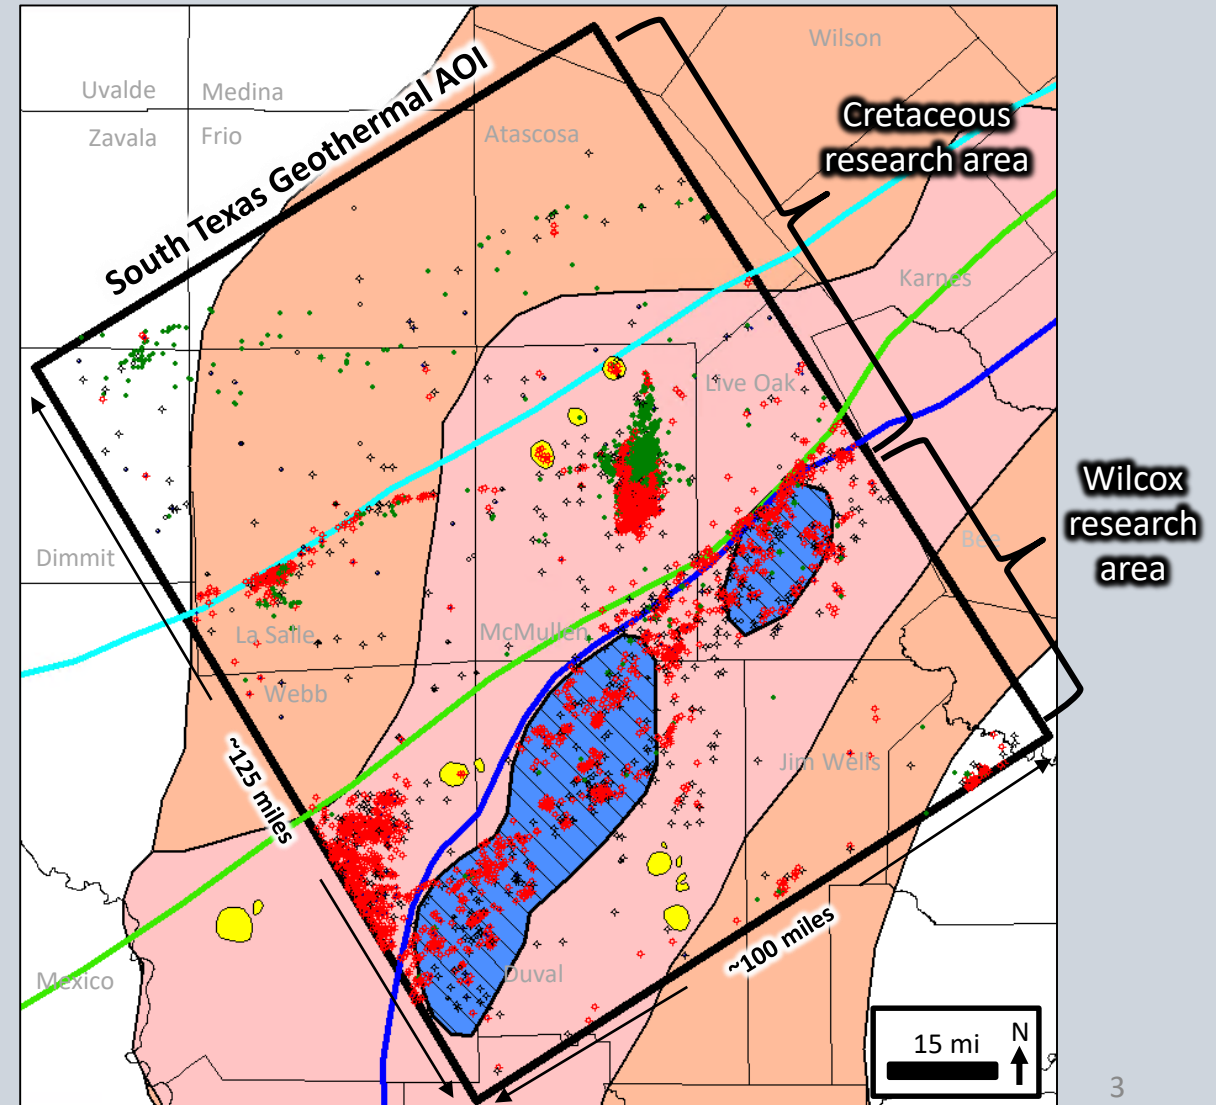 Wilson
Uvalde
Medina
Zavala
Frio
Atascosa
South Texas Geothermal AOI
Cretaceous
research area
Karnes
Live Oak
Wilcox
research
area
Bee
Dimmit
La Salle
McMullen
Webb
~125 miles
Jim Wells
~100 miles
Mexico
Duval
15 mi
N
3